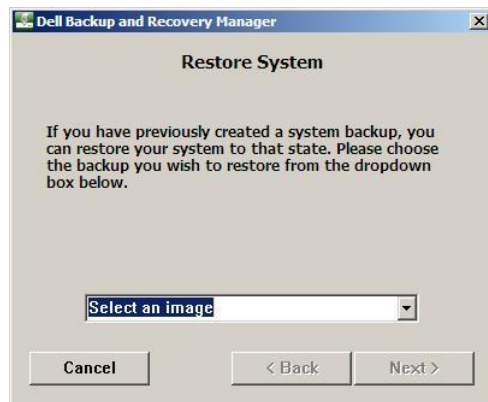 Dell Backup and Recovery Manager
Restore System
If you have previously created a system backup, you
can restore your system to that state. Please choose
the backup you wish to restore from the dropdown
box below.
Select an image
Cancel
< Back
Next >